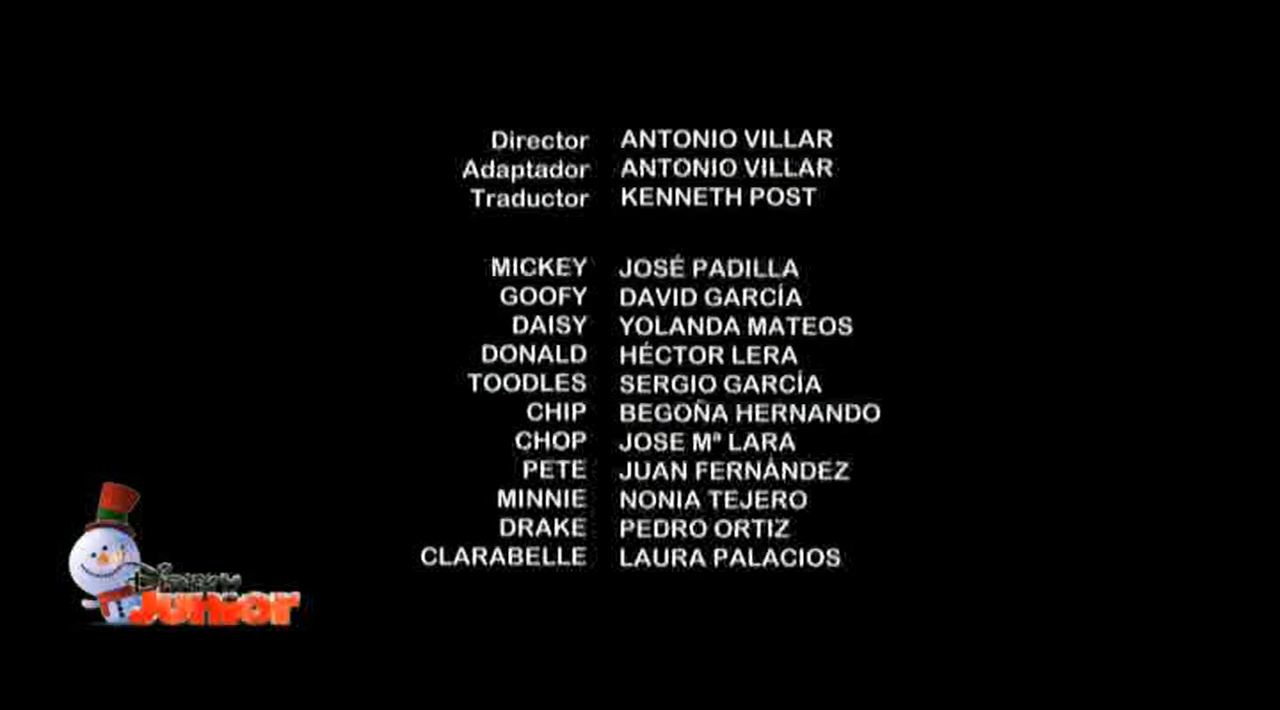 Director ANTONIO VILLAR
Adaptador ANTONIO VILLAR
Traductor KENNETH POST
MICKEY JOSÉ PADILLA
GOOFY DAVID GARCÍA
DAISY YOLANDA MATEOS
DONALD HÉCTOR LERA
TOODLES SERGIO GARCÍA
CHIP BEGOÑA HERNANDO
CHOP JOSE Mª LARA
PETE JUAN FERNÁNDEZ
MINNIE NONIA TEJERO
DRAKE PEDRO ORTIZ
CLARABELLE LAURA PALACIOS
Disney
Junior